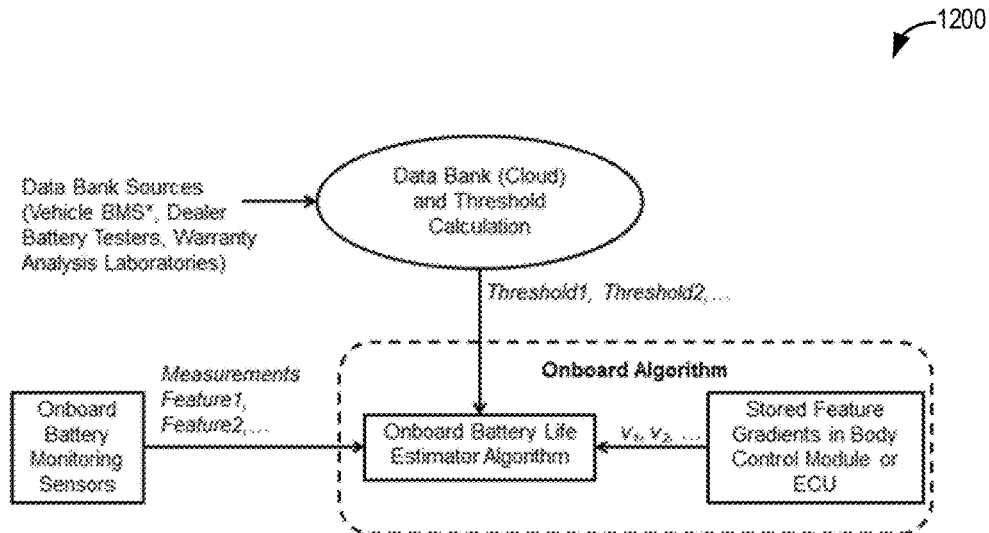 1200
Data Bank Sources
(Vehicle BMS*, Dealer
Battery Testers, Warranty
Analysis Laboratories)
Data Bank (Cloud)
and Threshold
Calculation
Threshold1, Threshold2,...
Onboard Algorithm
Measurements
Feature1,
Feature2,...
Onboard
Battery
Monitoring
Sensors
Onboard Battery Life
Estimator Algorithm
v₁, v₂, ...
Stored Feature
Gradients in Body
Control Module or
ECU